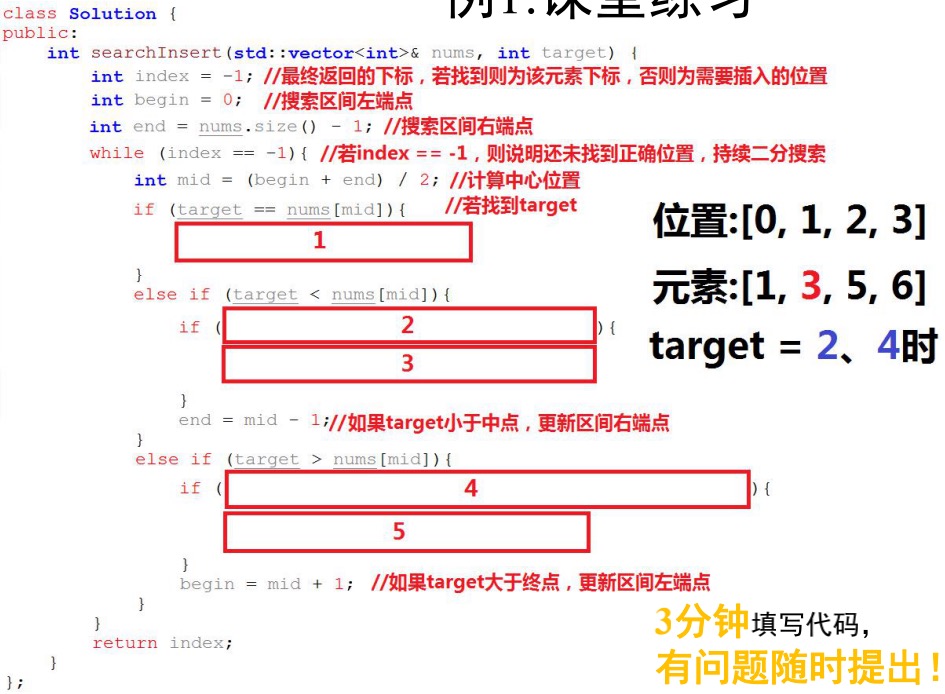 例1:课堂练习
class Solution {
public:
int searchInsert(std::vector<int>& nums, int target) {
int index = -1; //最终返回的下标，若找到则为该元素下标，否则为需要插入的位置
int begin = 0; //搜索区间左端点
int end = nums.size() - 1; //搜索区间右端点
while (index == -1){ //若index == -1，则说明还未找到正确位置，持续二分搜索
int mid = (begin + end) / 2; //计算中心位置
if (target == nums[mid]){ //若找到target
1
}
else if (target < nums[mid]){
if ( 2 ){
3
}
end = mid - 1;//如果target小于中点，更新区间右端点
}
else if (target > nums[mid]){
if ( 4 ){
5
}
begin = mid + 1; //如果target大于终点，更新区间左端点
}
}
return index;
}
};
位置:[0, 1, 2, 3]
元素:[1, 3, 5, 6]
target = 2、4时
3分钟填写代码，
有问题随时提出！